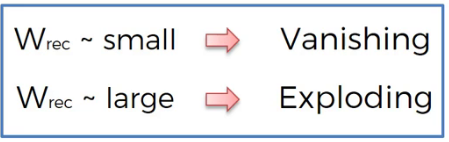 Wrec ~ small ⇨ Vanishing
Wrec ~ large ⇨ Exploding